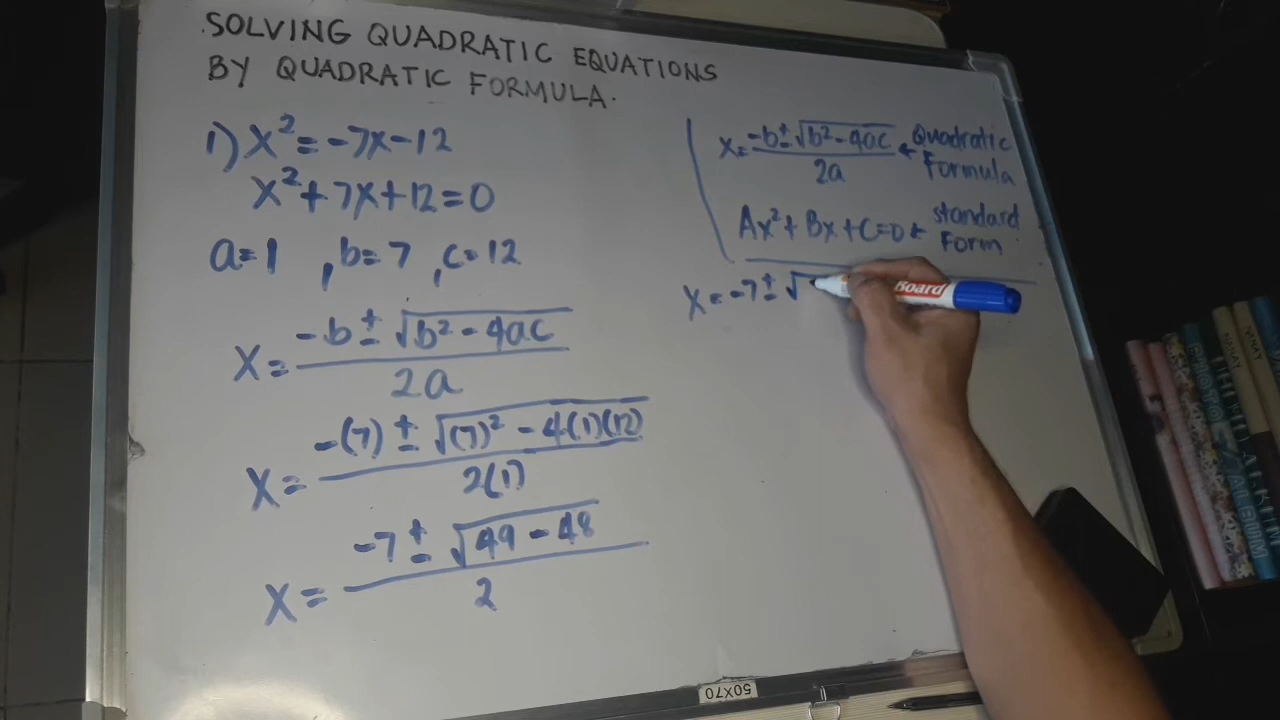 SOLVING QUADRATIC EQUATIONS
BY QUADRATIC FORMULA.
1) x² = -7x - 12
x² + 7x + 12 = 0
a = 1 , b = 7 , c = 12
x = -b ± √b² - 4ac
2a
x = -(7) ± √(7)² - 4(1)(12)
2(1)
x = -7 ± √49 - 48
2
x = -b ± √b² - 4ac ← Quadratic
2a Formula
Ax² + Bx + C = 0 ← standard
Form
x = -7 ± √
Board
50X70